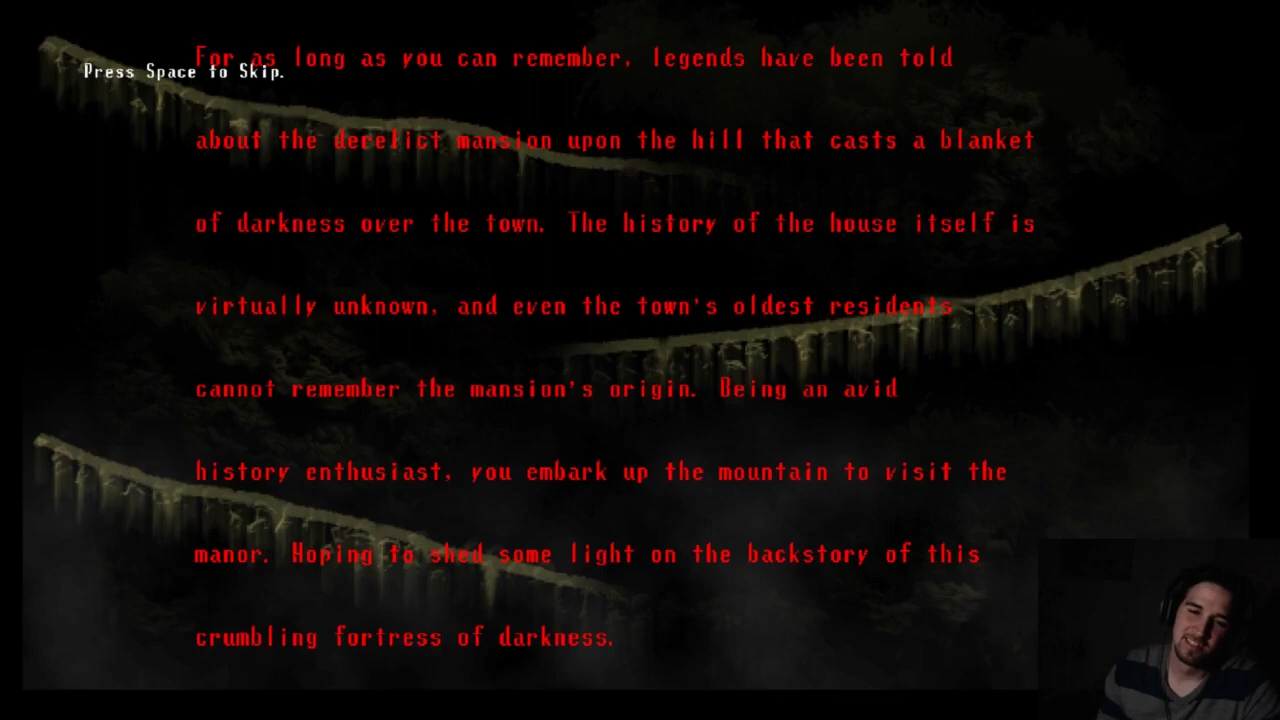 For as long as you can remember, legends have been told
Press Space to Skip.
about the derelict mansion upon the hill that casts a blanket
of darkness over the town. The history of the house itself is
virtually unknown, and even the town's oldest residents
cannot remember the mansion's origin. Being an avid
history enthusiast, you embark up the mountain to visit the
manor. Hoping to shed some light on the backstory of this
crumbling fortress of darkness.